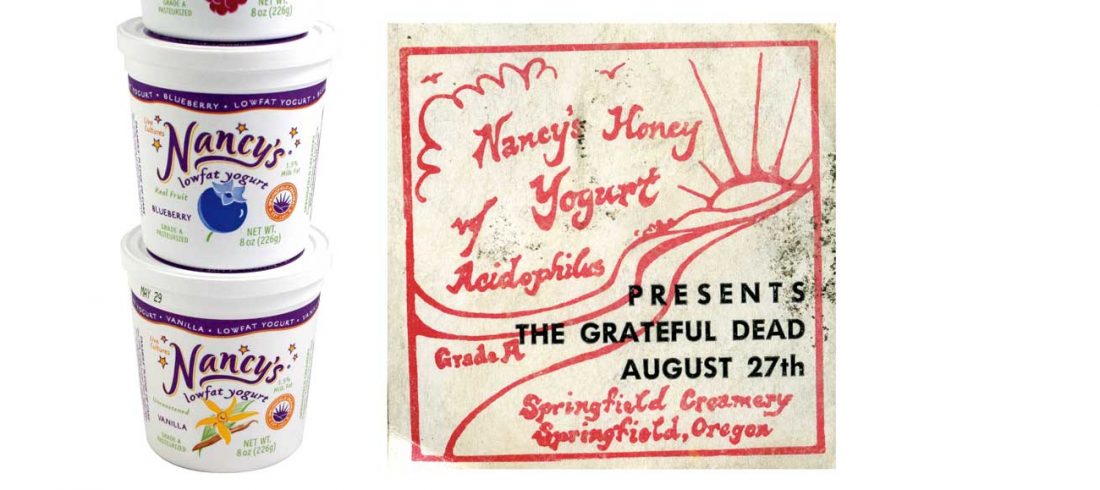 GRADE A
PASTEURIZED
NET WT.
8 oz (226g)
YOGURT • BLUEBERRY • LOWFAT YOGURT •
Live
Cultures
Nancy's
lowfat yogurt
1.5%
Milk Fat
Real Fruit
BLUEBERRY
GRADE A
PASTEURIZED
NET WT.
8 oz (226g)
MAY 29
YOGURT • VANILLA • LOWFAT YOGURT •
Live
Cultures
Nancy's
lowfat yogurt
1.5%
Milk Fat
Unsweetened
VANILLA
GRADE A
PASTEURIZED
NET WT.
8 oz (226g)
Nancy's Honey
Yogurt
w/
Acidophilus
PRESENTS
THE GRATEFUL DEAD
Grade A
AUGUST 27th
Springfield Creamery
Springfield, Oregon